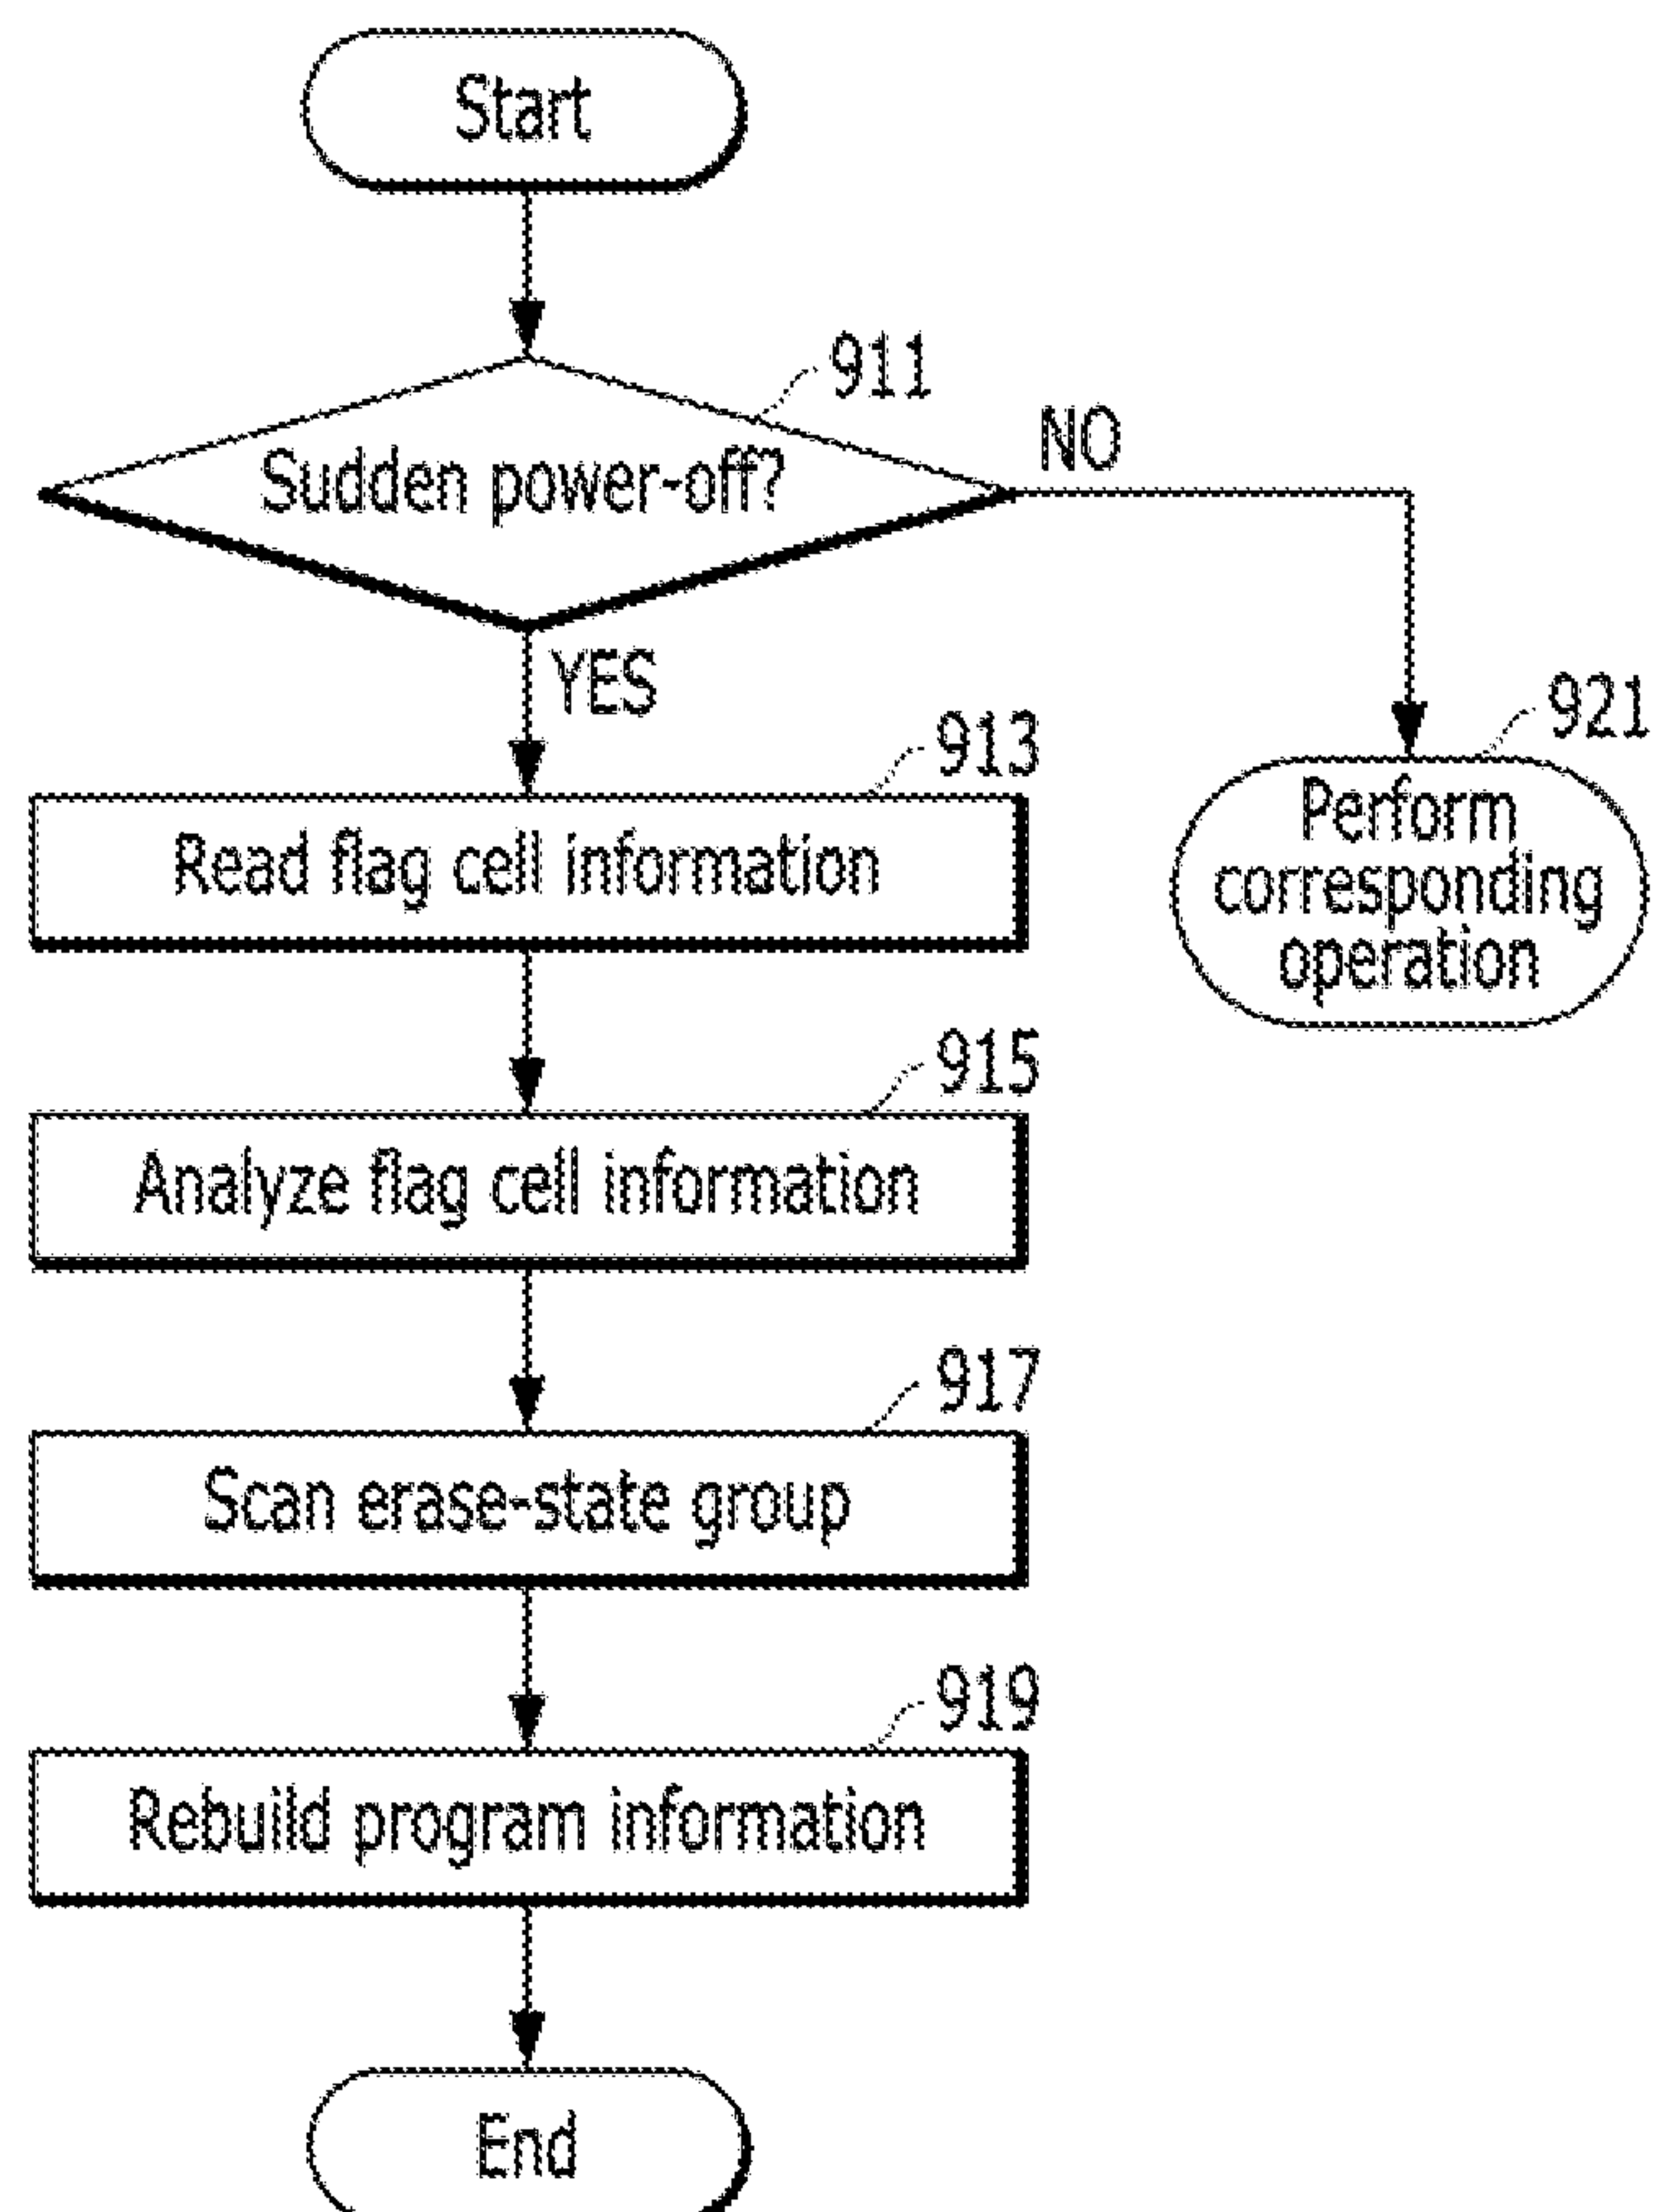 Start
911
Sudden power-off?
NO
YES
913
Read flag cell information
921
Perform
corresponding
operation
915
Analyze flag cell information
917
Scan erase-state group
919
Rebuild program information
End